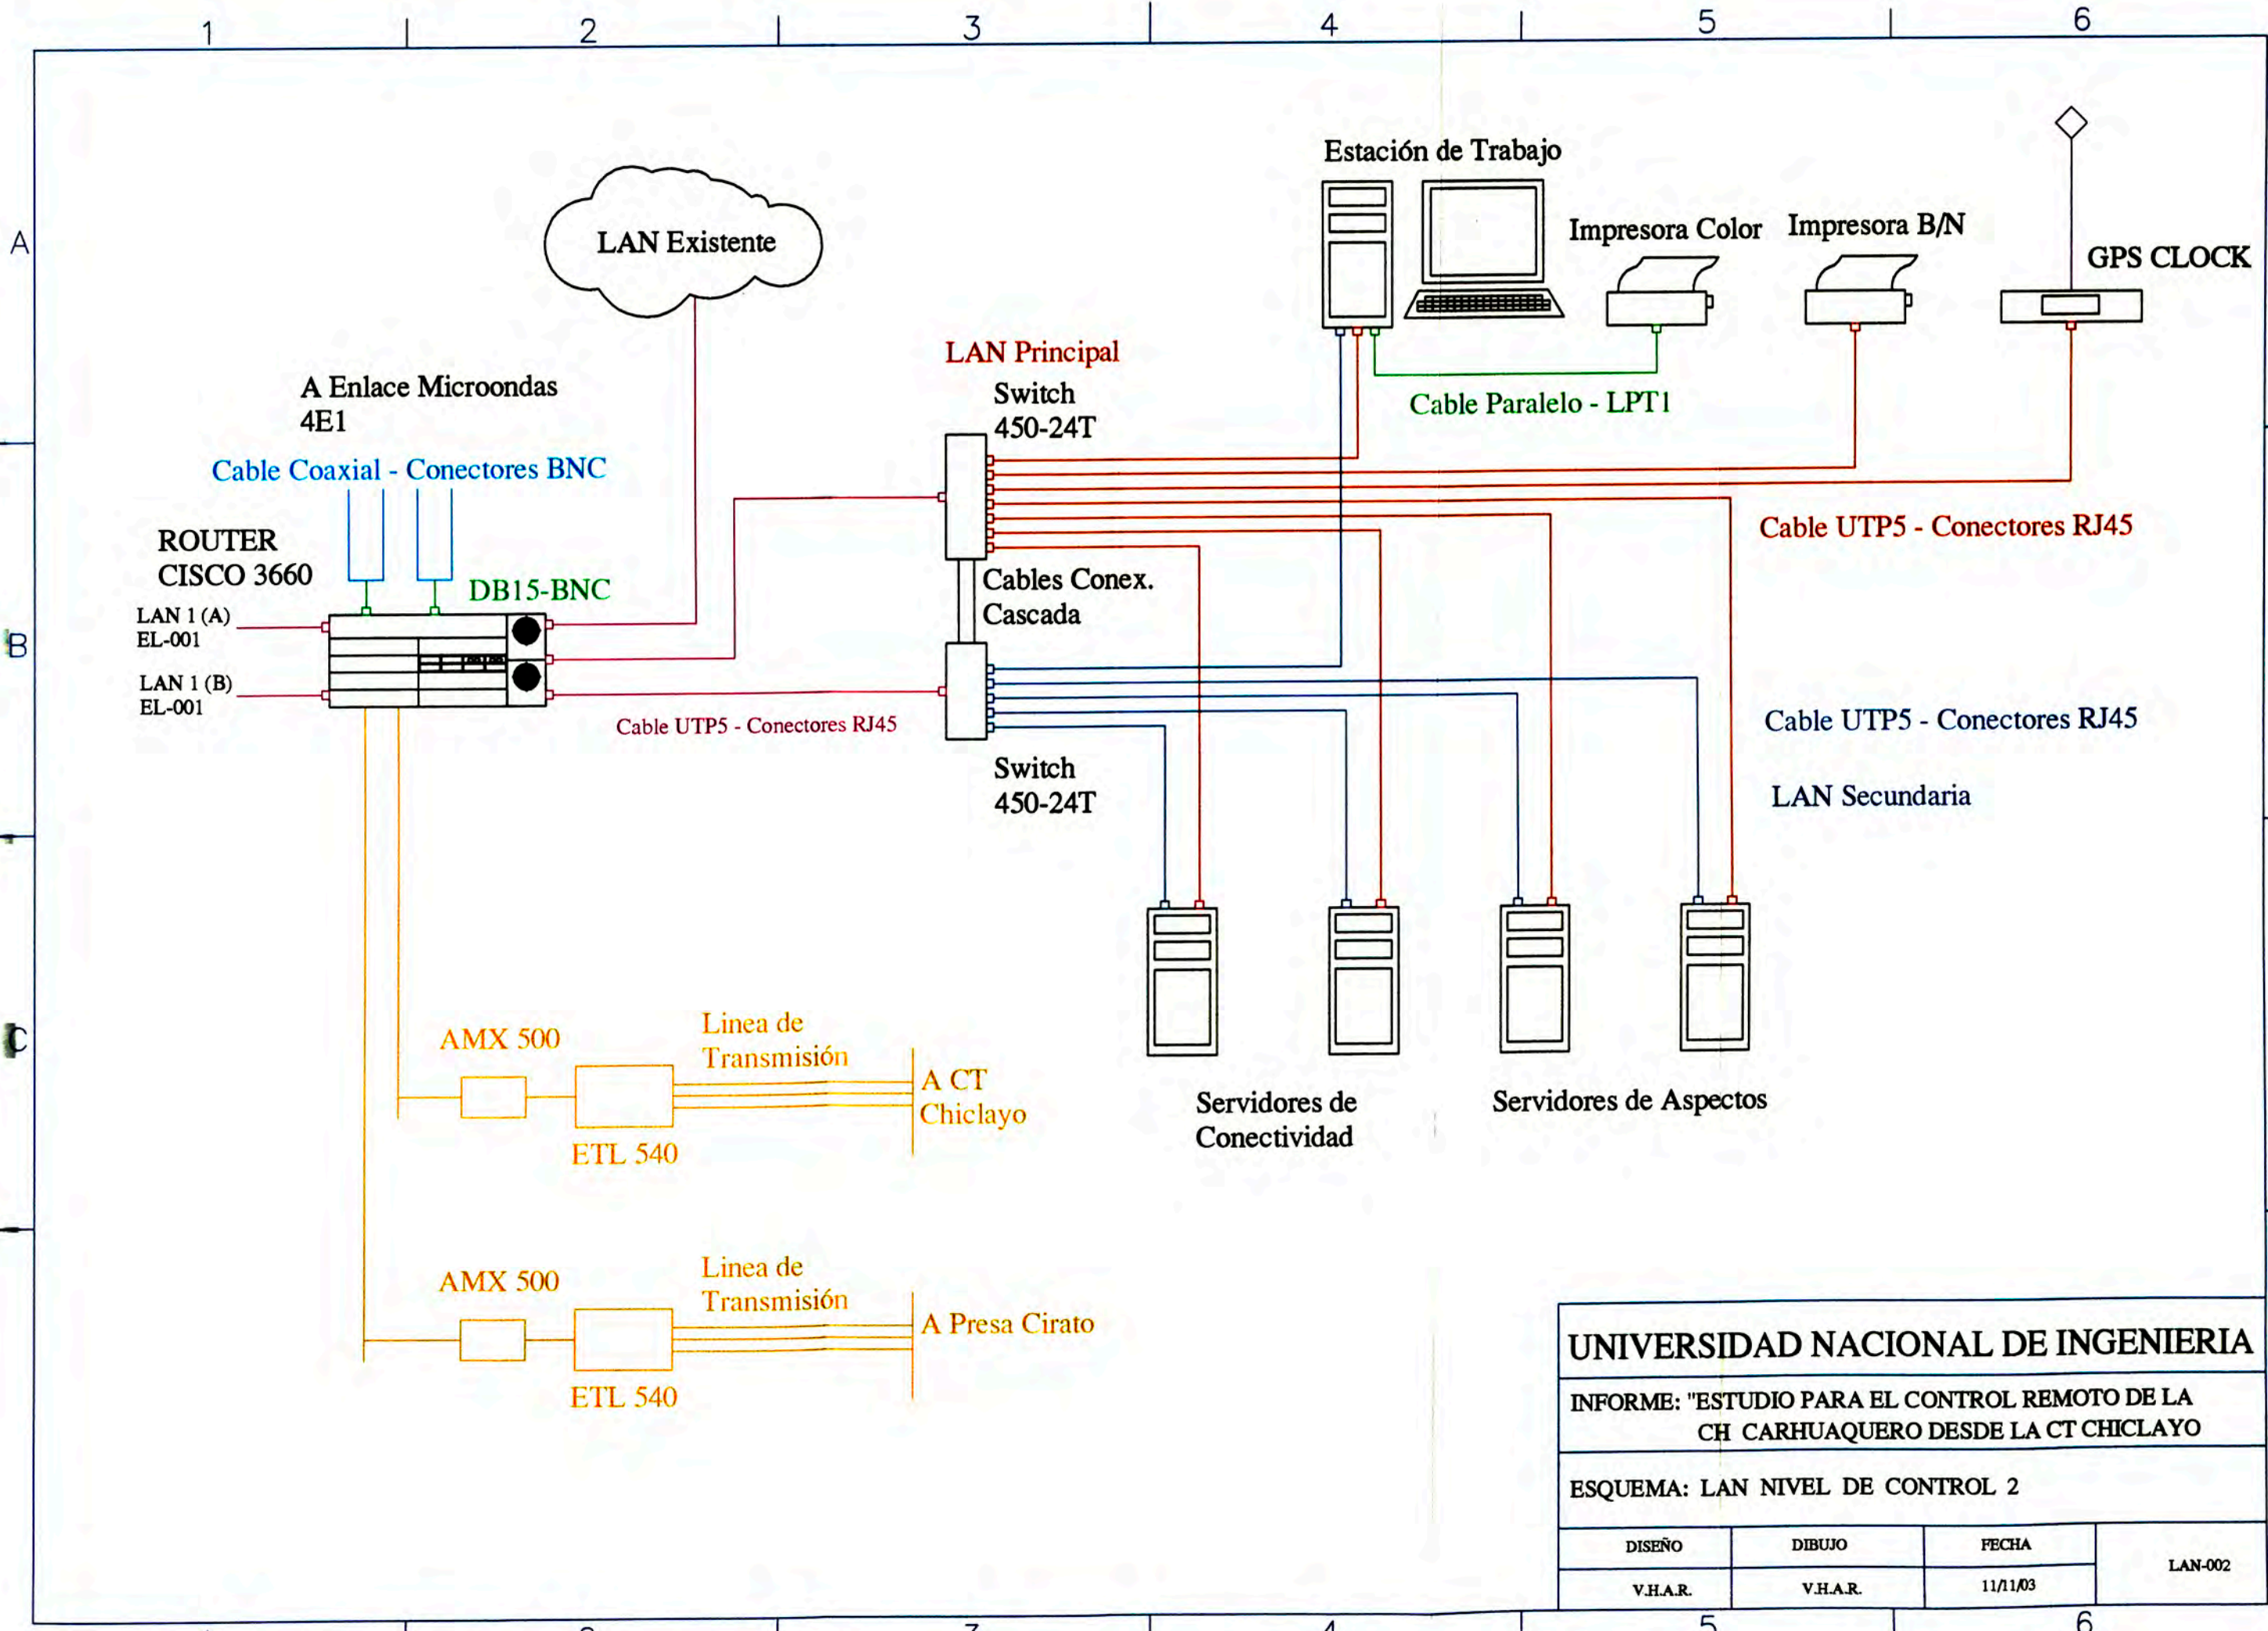 1 2 3 4 5 6
A
B
C
LAN Existente
Estación de Trabajo
Impresora Color
Impresora B/N
GPS CLOCK
Cable Paralelo - LPT1
A Enlace Microondas
4E1
Cable Coaxial - Conectores BNC
ROUTER
CISCO 3660
DB15-BNC
LAN 1 (A)
EL-001
LAN 1 (B)
EL-001
LAN Principal
Switch
450-24T
Cables Conex.
Cascada
Cable UTP5 - Conectores RJ45
Switch
450-24T
Cable UTP5 - Conectores RJ45
Cable UTP5 - Conectores RJ45
LAN Secundaria
Servidores de
Conectividad
Servidores de Aspectos
AMX 500
ETL 540
Linea de
Transmisión
A CT
Chiclayo
AMX 500
ETL 540
Linea de
Transmisión
A Presa Cirato
UNIVERSIDAD NACIONAL DE INGENIERIA
INFORME: "ESTUDIO PARA EL CONTROL REMOTO DE LA
CH CARHUAQUERO DESDE LA CT CHICLAYO
ESQUEMA: LAN NIVEL DE CONTROL 2
DISEÑO DIBUJO FECHA
V.H.A.R. V.H.A.R. 11/11/03
LAN-002